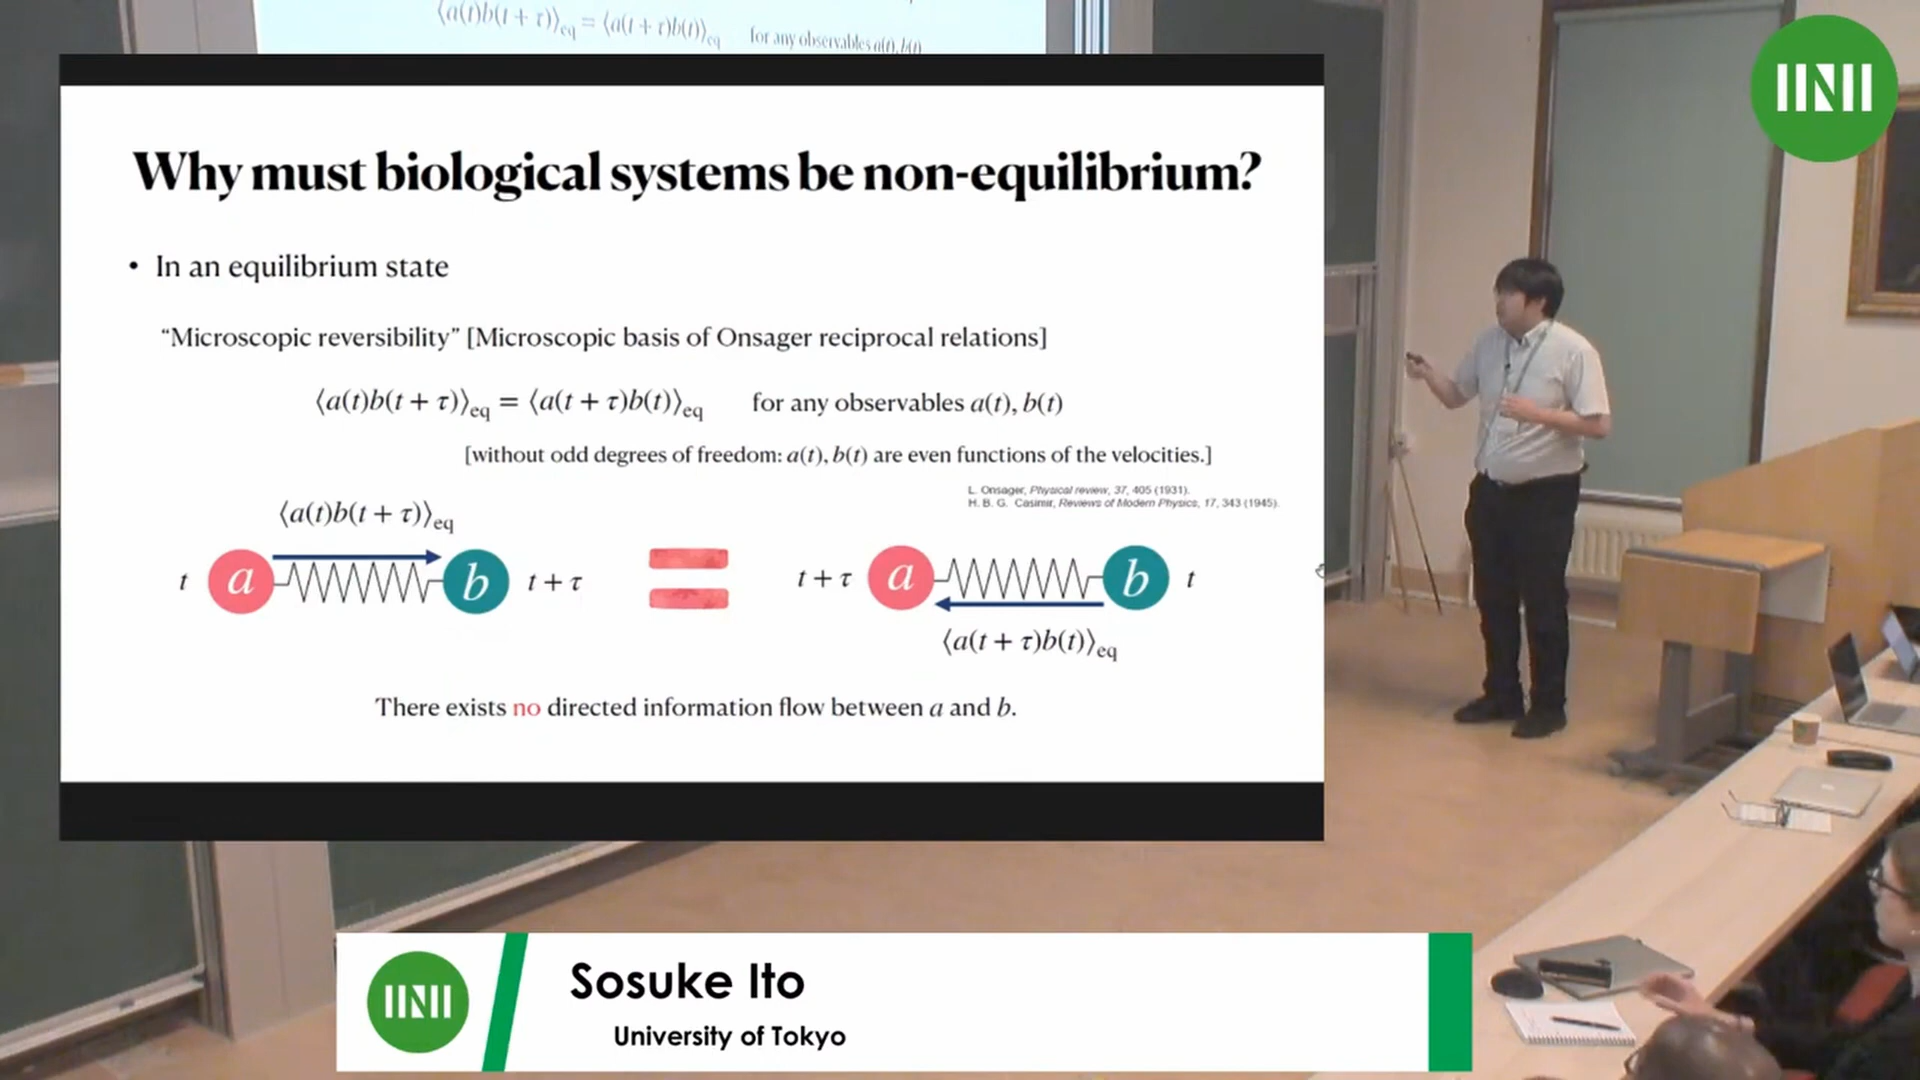 ⟨a(t)b(t + τ)⟩eq = ⟨a(t + τ)b(t)⟩eq for any observables a(t), b(t)
Why must biological systems be non-equilibrium?
• In an equilibrium state
“Microscopic reversibility” [Microscopic basis of Onsager reciprocal relations]
⟨a(t)b(t + τ)⟩eq = ⟨a(t + τ)b(t)⟩eq for any observables a(t), b(t)
[without odd degrees of freedom: a(t), b(t) are even functions of the velocities.]
L. Onsager, Physical review, 37, 405 (1931).
H. B. G. Casimir, Reviews of Modern Physics, 17, 343 (1945).
⟨a(t)b(t + τ)⟩eq
t a b t + τ = t + τ a b t
⟨a(t + τ)b(t)⟩eq
There exists no directed information flow between a and b.
Sosuke Ito
University of Tokyo